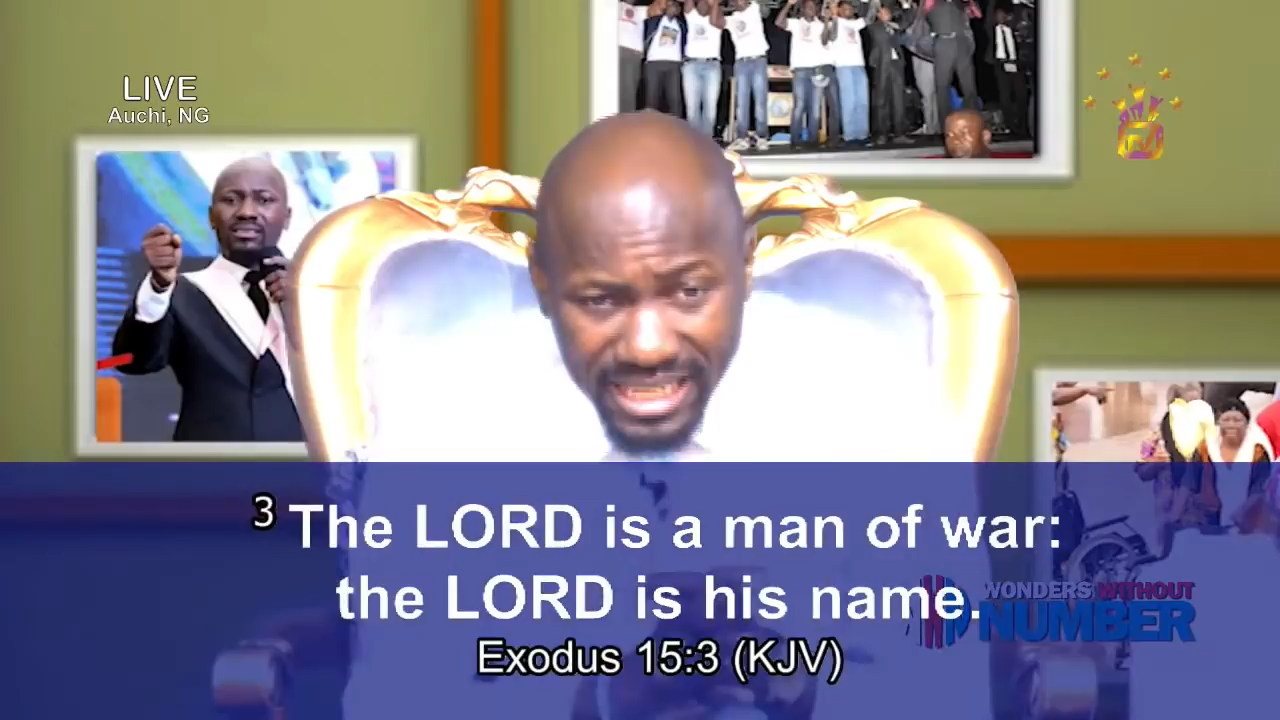 LIVE
Auchi, NG
3 The LORD is a man of war:
the LORD is his name.
WONDERS WITHOUT
NUMBER
Exodus 15:3 (KJV)